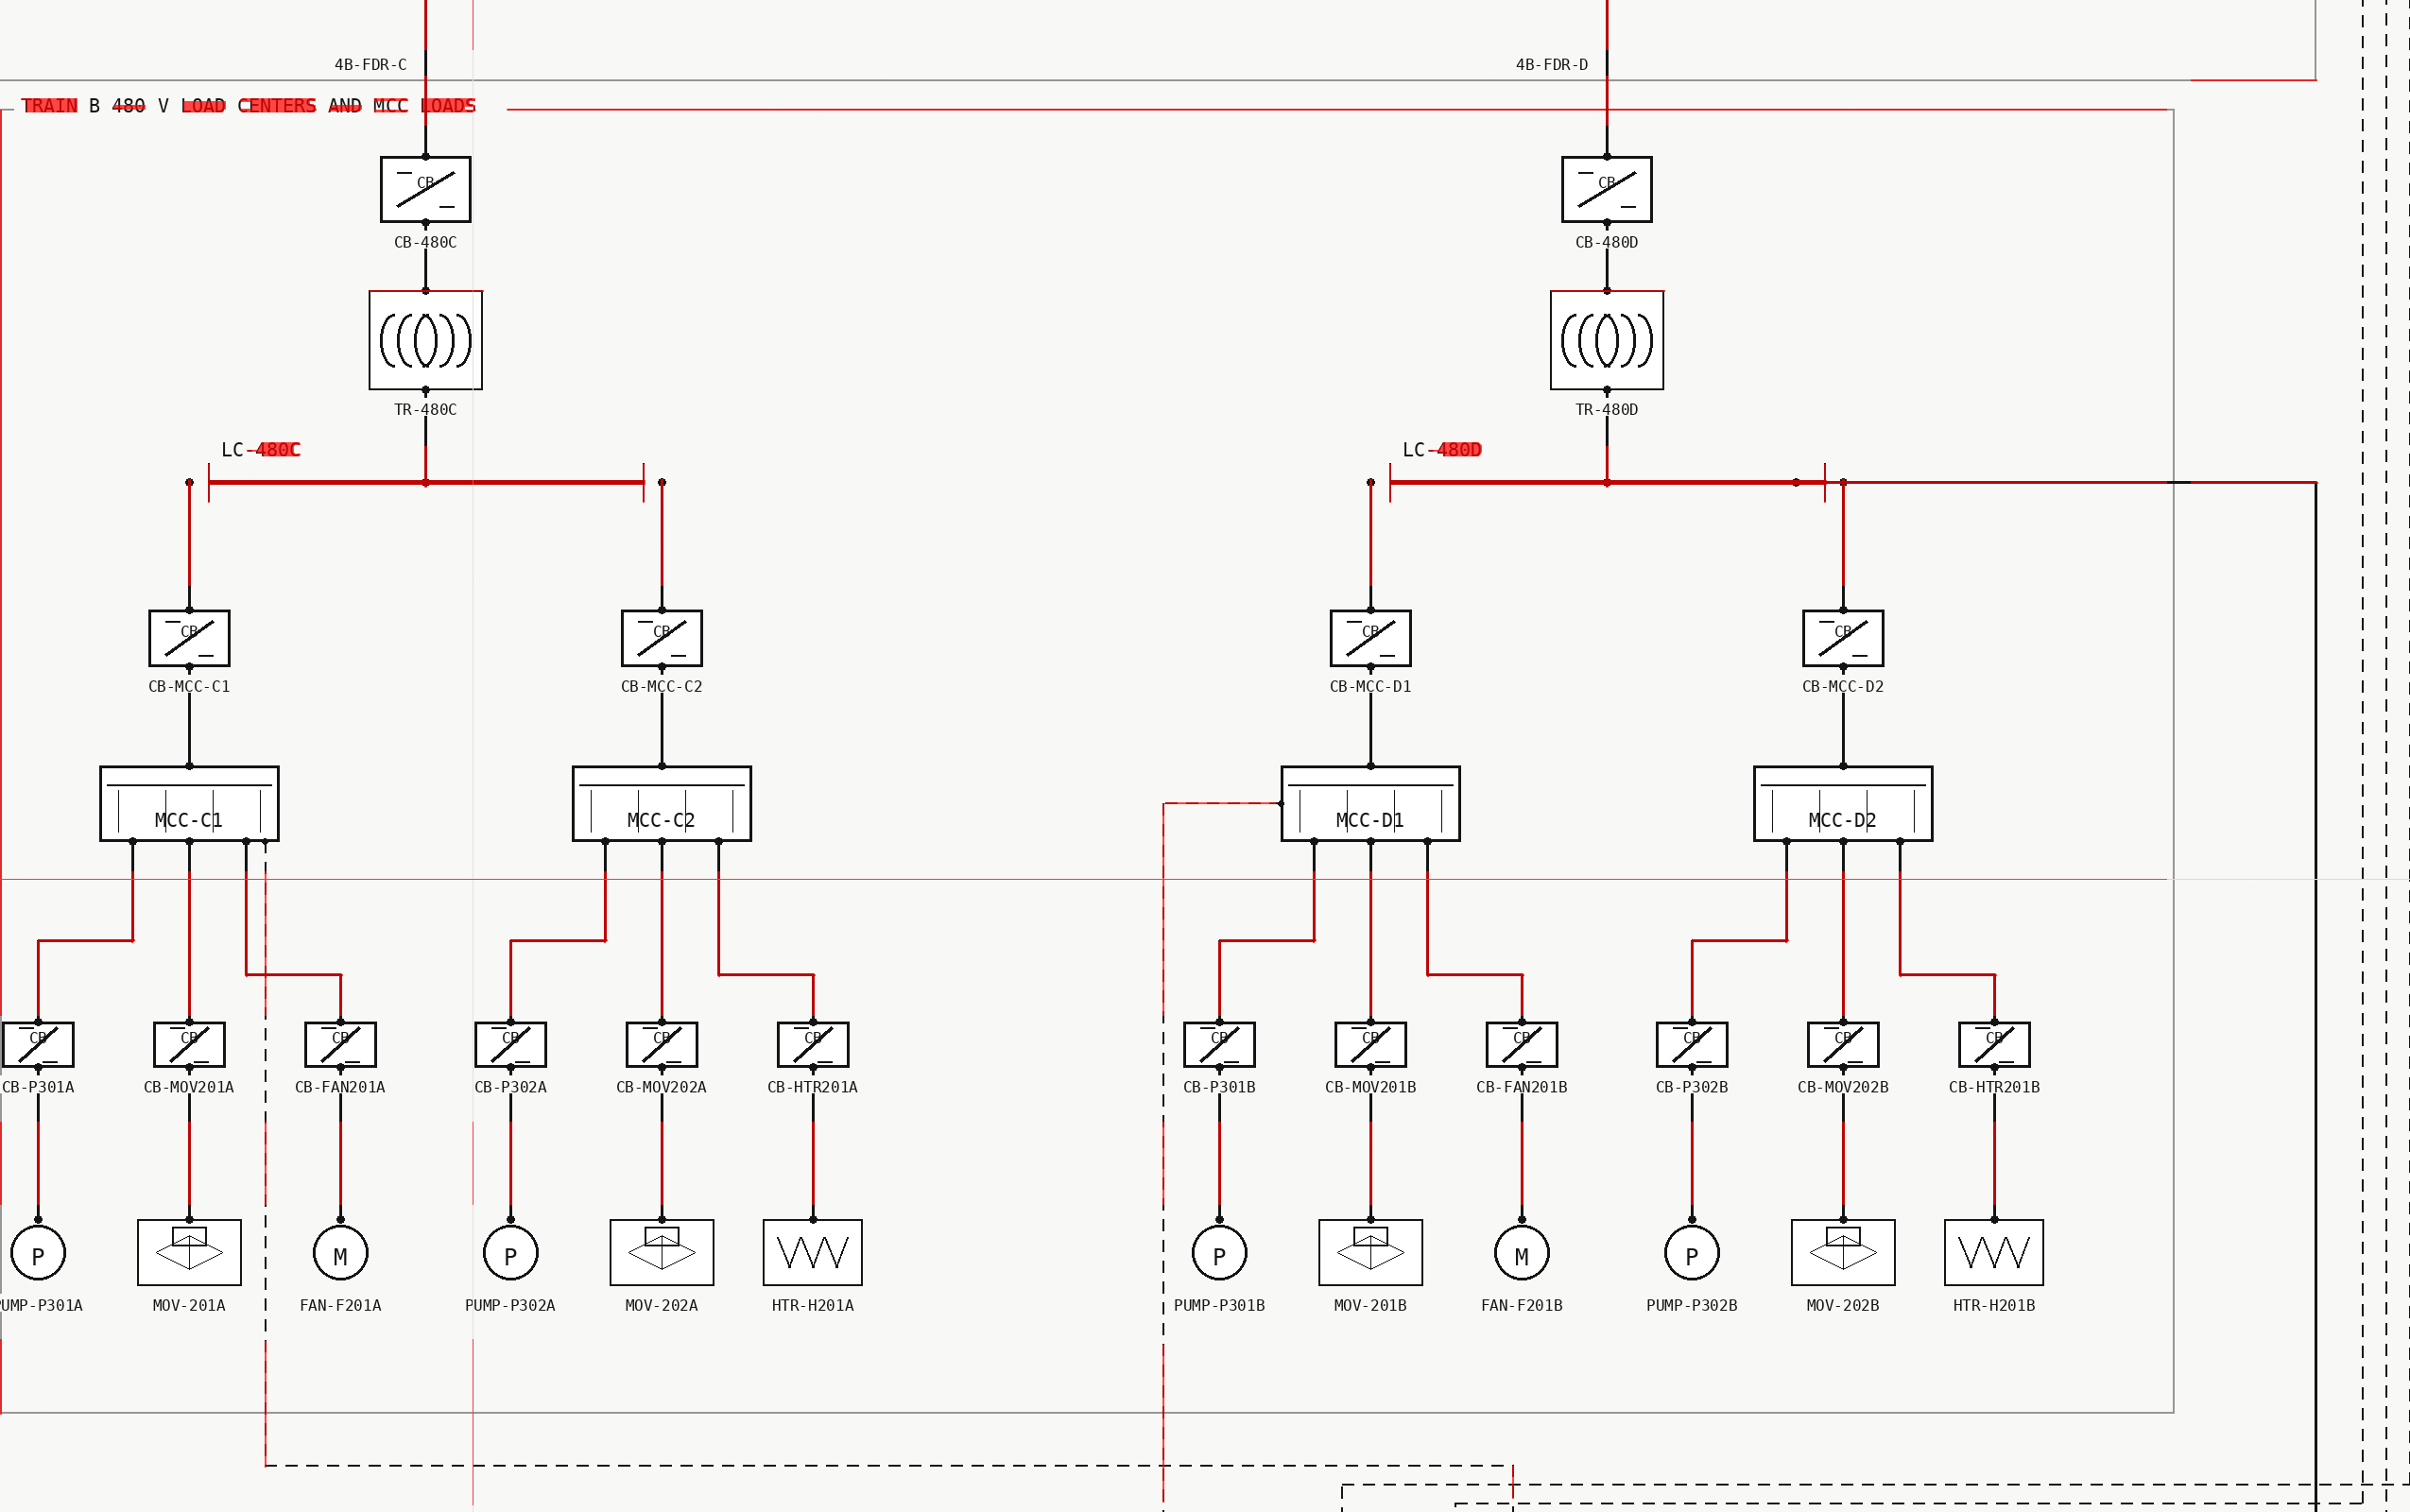 4B-FDR-C
4B-FDR-D
TRAIN B 480 V LOAD CENTERS AND MCC LOADS
CB
CB
CB-480C
CB-480D
TR-480C
TR-480D
LC-480C
LC-480D
CB
CB
CB
CB
CB-MCC-C1
CB-MCC-C2
CB-MCC-D1
CB-MCC-D2
MCC-C1
MCC-C2
MCC-D1
MCC-D2
CB
CB
CB
CB
CB
CB
CB
CB
CB
CB
CB
CB
CB-P301A
CB-MOV201A
CB-FAN201A
CB-P302A
CB-MOV202A
CB-HTR201A
CB-P301B
CB-MOV201B
CB-FAN201B
CB-P302B
CB-MOV202B
CB-HTR201B
P
M
P
P
M
P
PUMP-P301A
MOV-201A
FAN-F201A
PUMP-P302A
MOV-202A
HTR-H201A
PUMP-P301B
MOV-201B
FAN-F201B
PUMP-P302B
MOV-202B
HTR-H201B